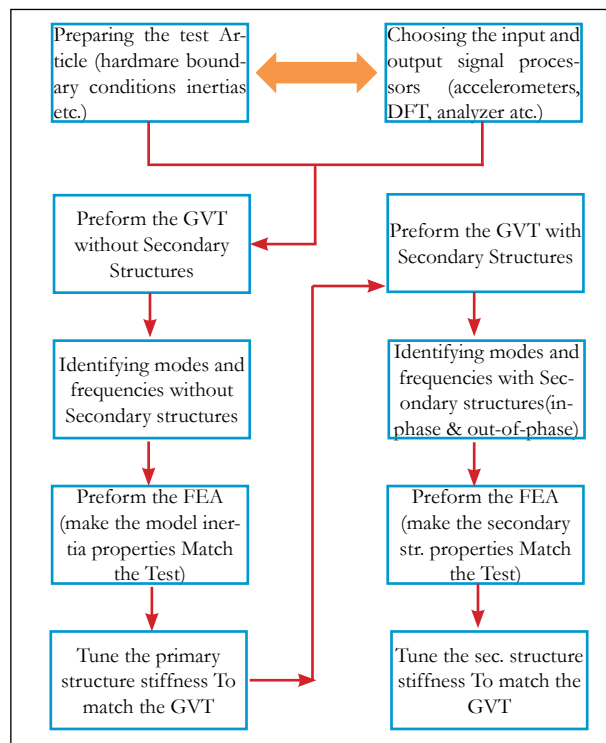 Preparing the test
Article (hardmare bound-
ary conditions inertias
etc.)
Choosing the input and
output signal proces-
sors (accelerometers,
DFT, analyzer atc.)
Preform the GVT
without Secondary
Structures
Identifying modes and
frequencies without
Secondary structures
Preform the FEA
(make the model iner-
tia properties Match
the Test)
Tune the primary
structure stiffness To
match the GVT
Preform the GVT with
Secondary Structures
Identifying modes and
frequencies with Sec-
ondary structures(in-
phase & out-of-phase)
Preform the FEA
(make the secondary
str. properties Match
the Test)
Tune the sec. structure
stiffness To match the
GVT